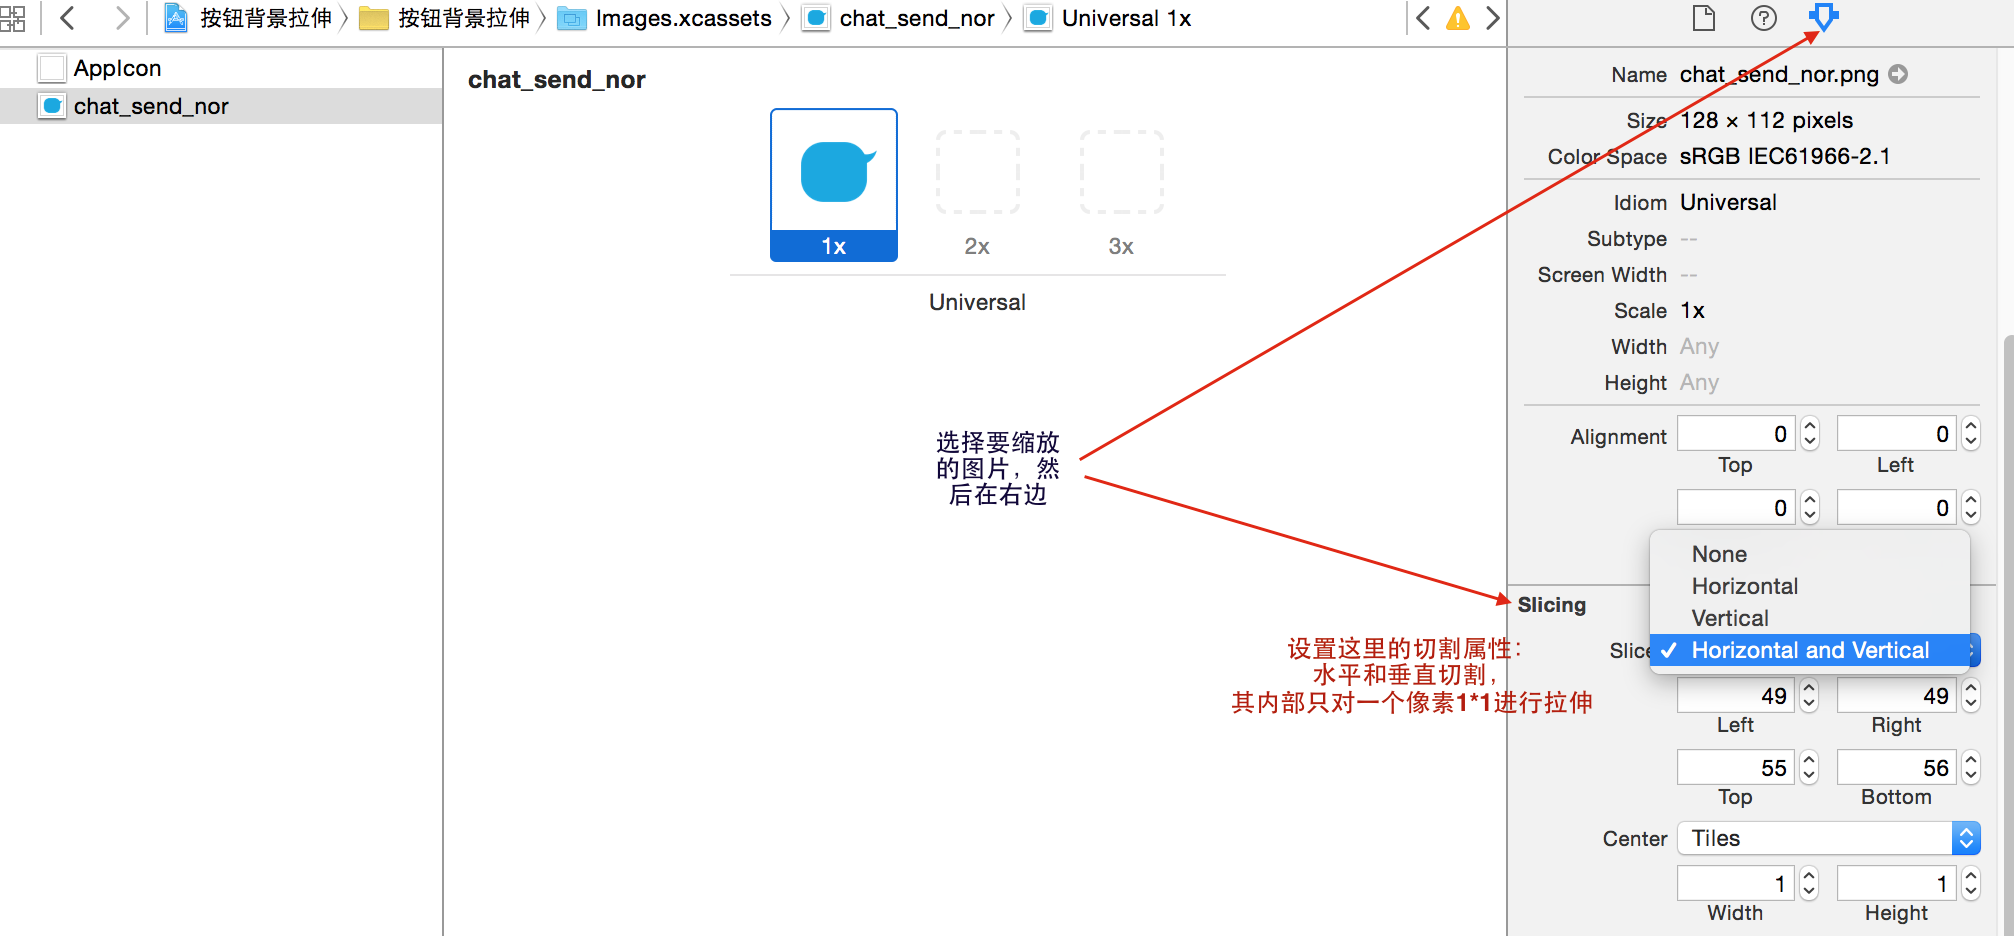 按钮背景拉伸 按钮背景拉伸 Images.xcassets chat_send_nor Universal 1x
AppIcon
chat_send_nor
chat_send_nor
1x 2x 3x
Universal
选择要缩放
的图片，然
后在右边
设置这里的切割属性：
水平和垂直切割，
其内部只对一个像素1*1进行拉伸
Name chat_send_nor.png
Size 128 × 112 pixels
Color Space sRGB IEC61966-2.1
Idiom Universal
Subtype --
Screen Width --
Scale 1x
Width Any
Height Any
Alignment 0 0
Top Left
0 0
None
Horizontal
Vertical
Slicing
Slice ✓ Horizontal and Vertical
49 49
Left Right
55 56
Top Bottom
Center Tiles
1 1
Width Height